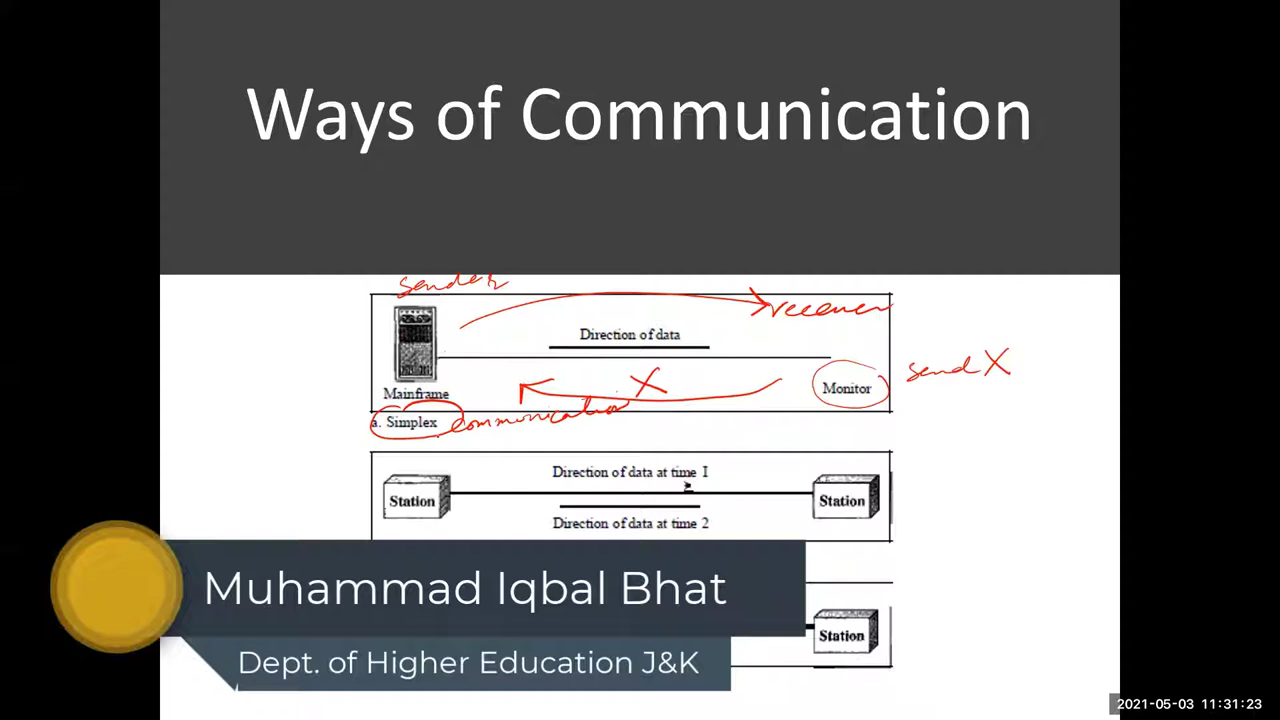 Ways of Communication
sender
receiver
Direction of data
send X
X
Mainframe
Monitor
a. Simplex communication
Direction of data at time I
Station
Station
Direction of data at time 2
Muhammad Iqbal Bhat
Station
Dept. of Higher Education J&K
2021-05-03 11:31:23